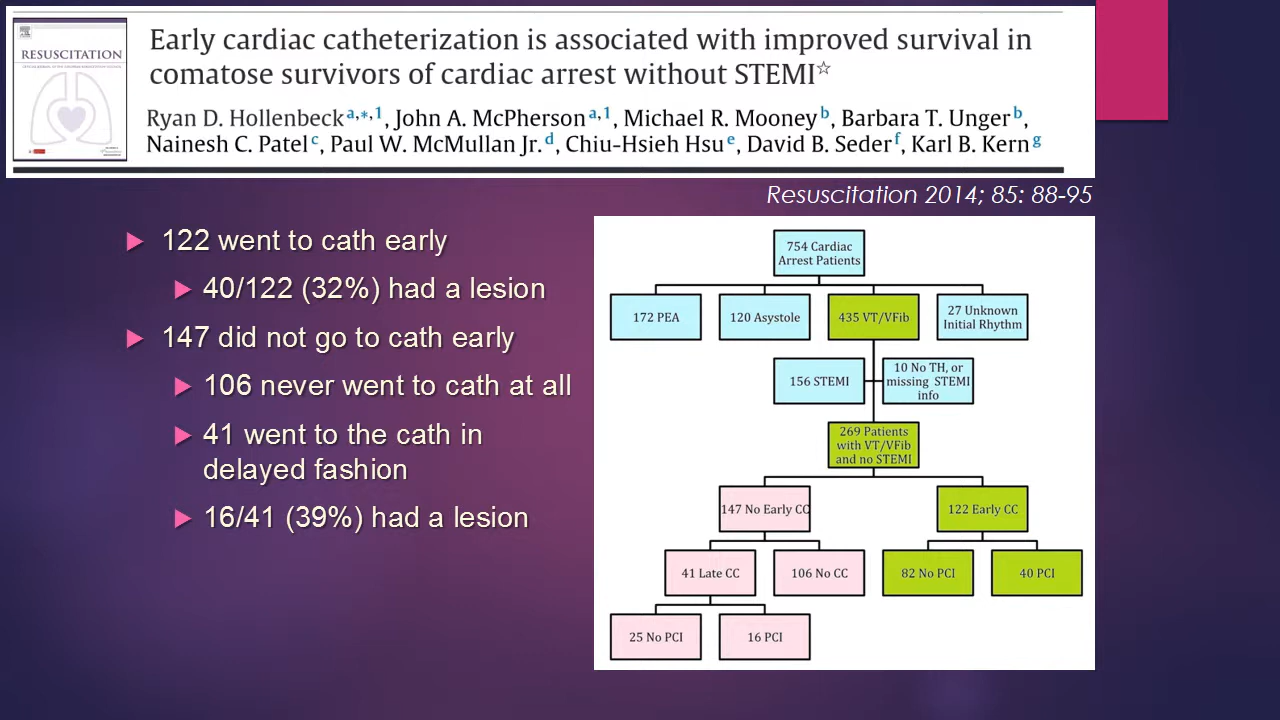 RESUSCITATION
Early cardiac catheterization is associated with improved survival in
comatose survivors of cardiac arrest without STEMI☆
Ryan D. Hollenbeck a,*,1, John A. McPherson a,1, Michael R. Mooney b, Barbara T. Unger b,
Nainesh C. Patel c, Paul W. McMullan Jr. d, Chiu-Hsieh Hsu e, David B. Seder f, Karl B. Kern g
Resuscitation 2014; 85: 88-95
122 went to cath early
40/122 (32%) had a lesion
147 did not go to cath early
106 never went to cath at all
41 went to the cath in
delayed fashion
16/41 (39%) had a lesion
754 Cardiac
Arrest Patients
172 PEA
120 Asystole
435 VT/VFib
27 Unknown
Initial Rhythm
156 STEMI
10 No TH, or
missing STEMI
info
269 Patients
with VT/VFib
and no STEMI
147 No Early CC
122 Early CC
41 Late CC
106 No CC
82 No PCI
40 PCI
25 No PCI
16 PCI